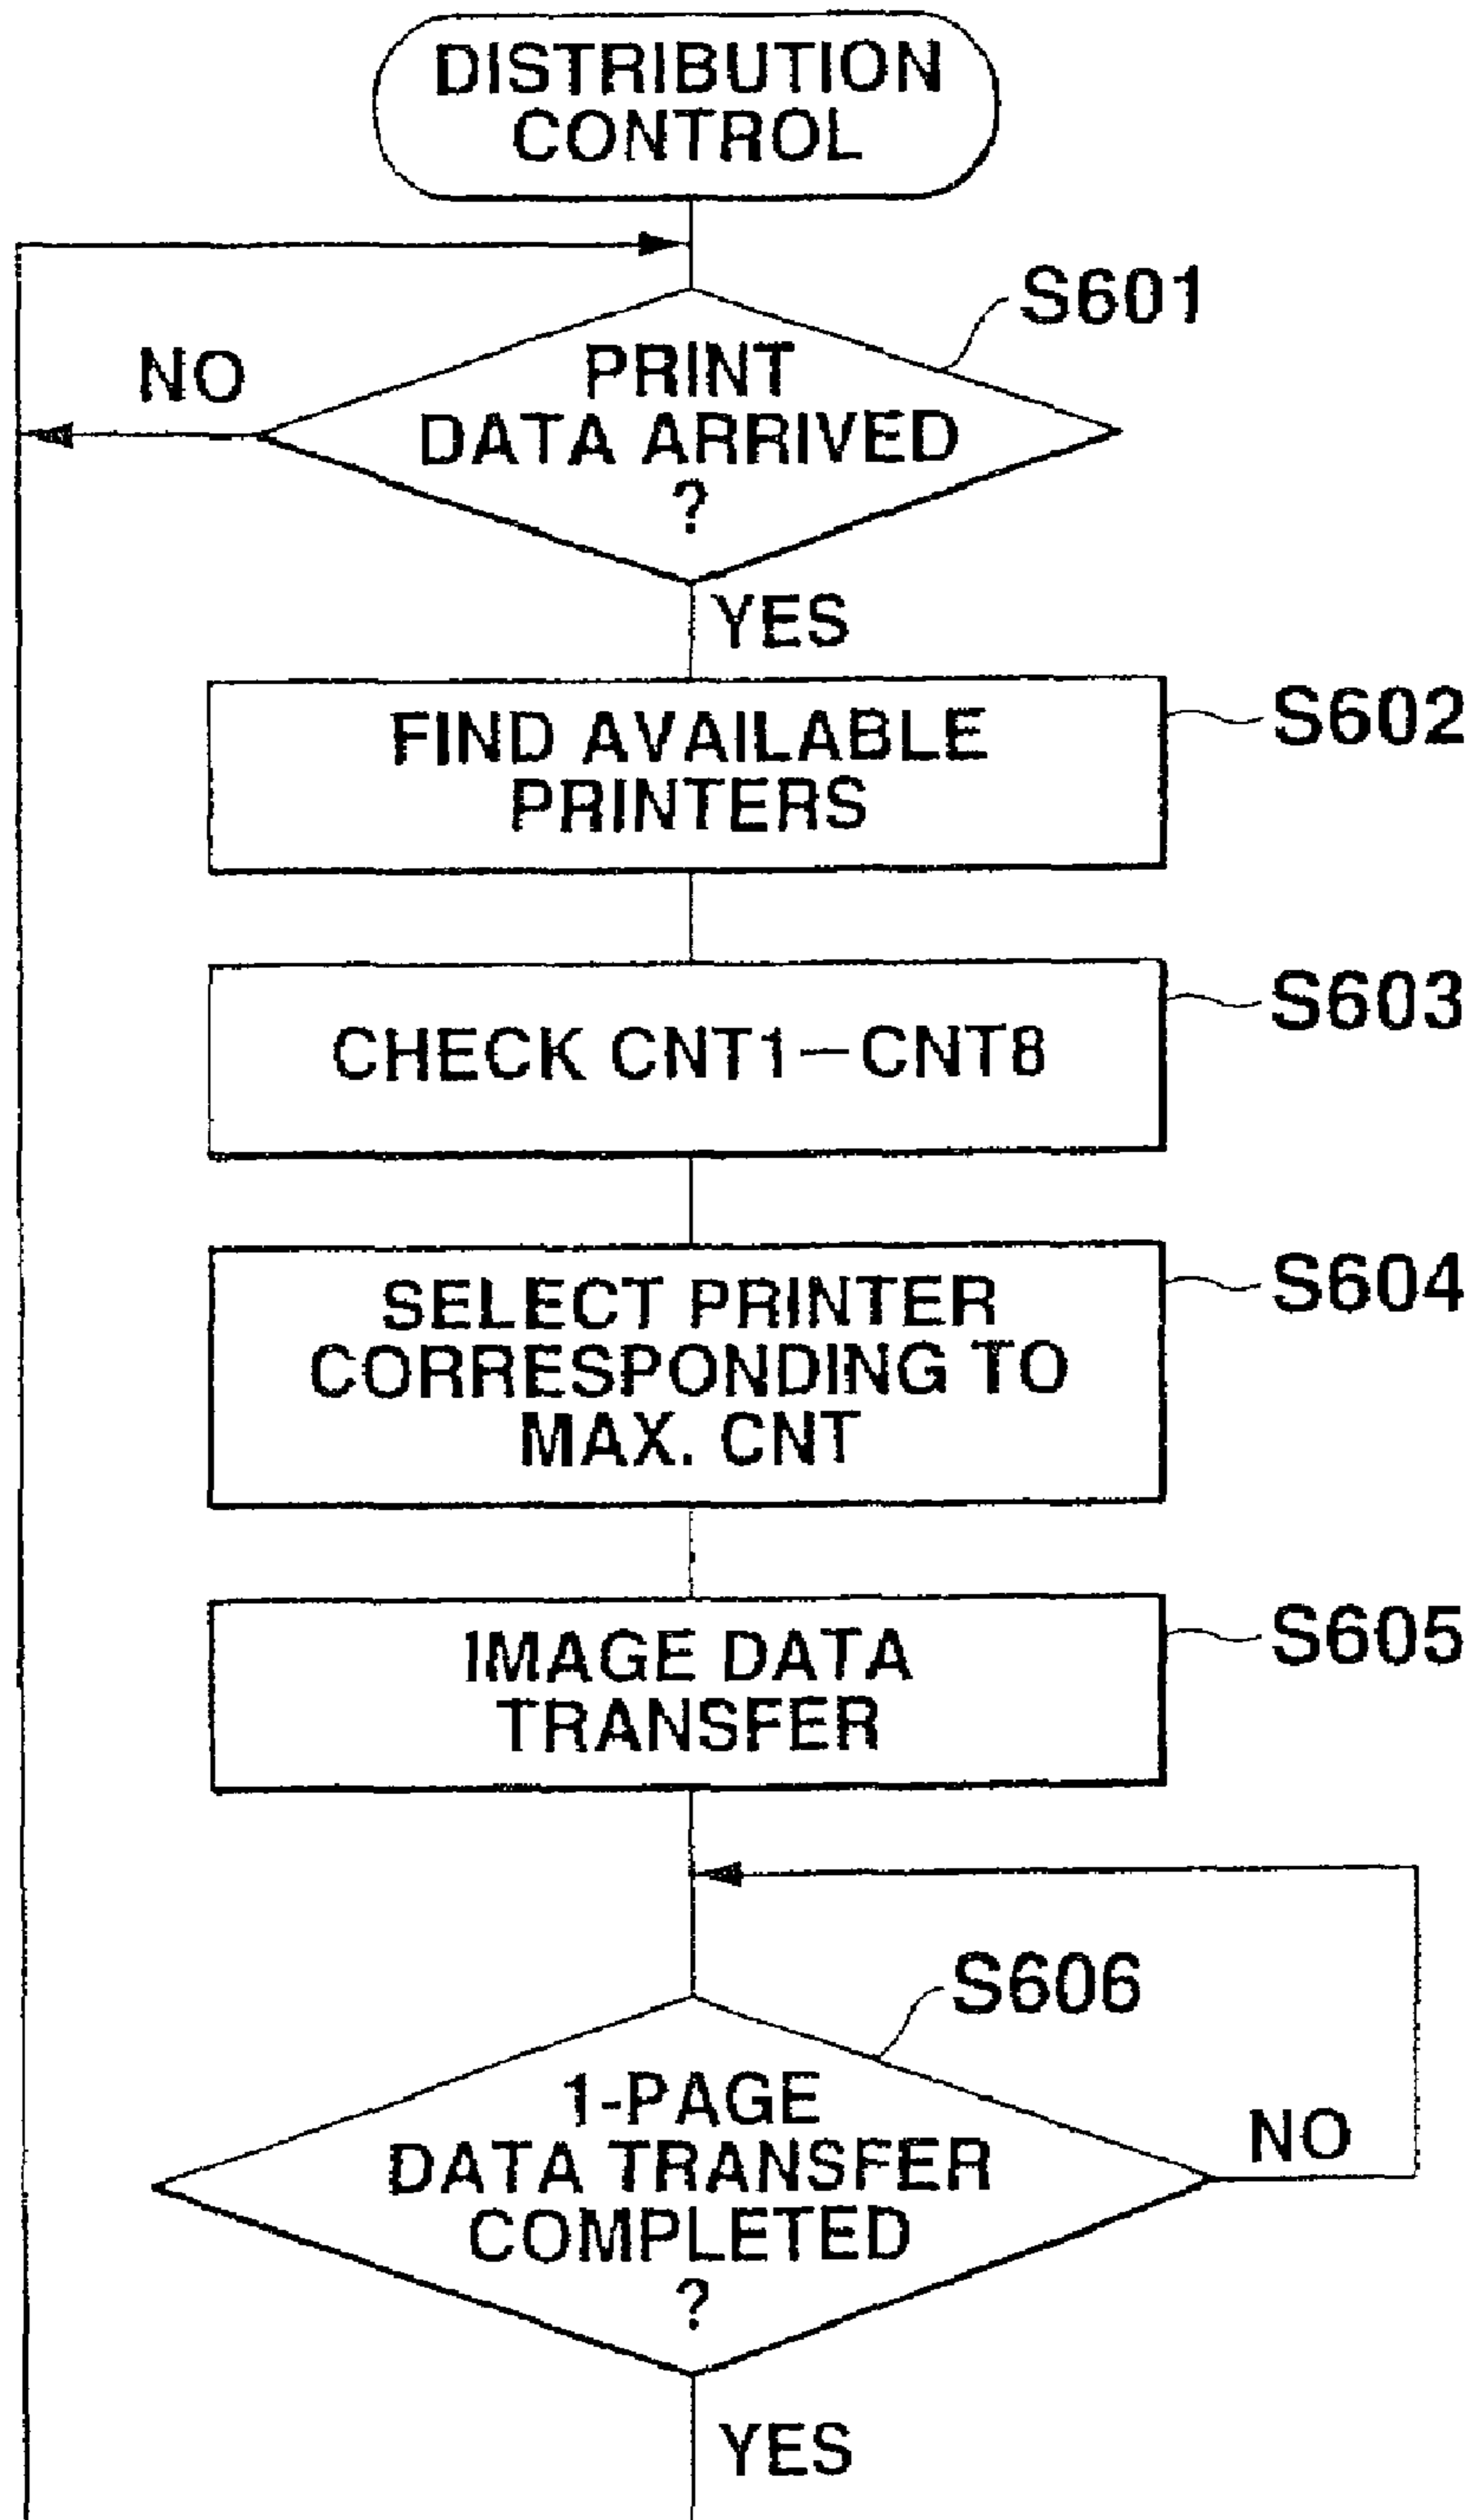 DISTRIBUTION
CONTROL
S601
NO
PRINT
DATA ARRIVED
?
YES
FIND AVAILABLE
PRINTERS
S602
CHECK CNT1—CNT8
S603
SELECT PRINTER
CORRESPONDING TO
MAX. CNT
S604
IMAGE DATA
TRANSFER
S605
S606
1-PAGE
DATA TRANSFER
COMPLETED
?
NO
YES